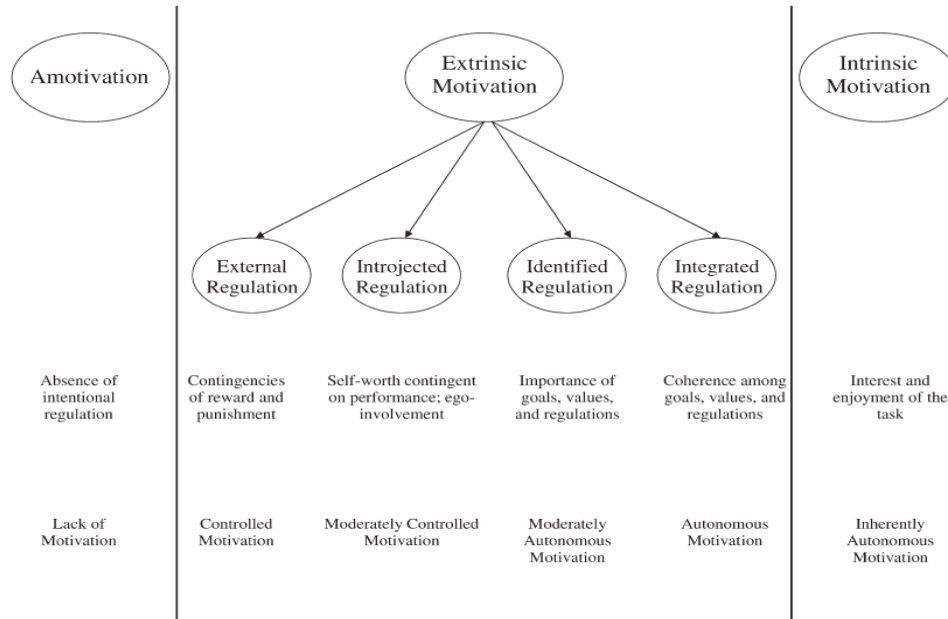 Amotivation
Extrinsic
Motivation
Intrinsic
Motivation
External
Regulation
Introjected
Regulation
Identified
Regulation
Integrated
Regulation
Absence of
intentional
regulation
Contingencies
of reward and
punishment
Self-worth contingent
on performance; ego-
involvement
Importance of
goals, values,
and regulations
Coherence among
goals, values, and
regulations
Interest and
enjoyment of the
task
Lack of
Motivation
Controlled
Motivation
Moderately Controlled
Motivation
Moderately
Autonomous
Motivation
Autonomous
Motivation
Inherently
Autonomous
Motivation